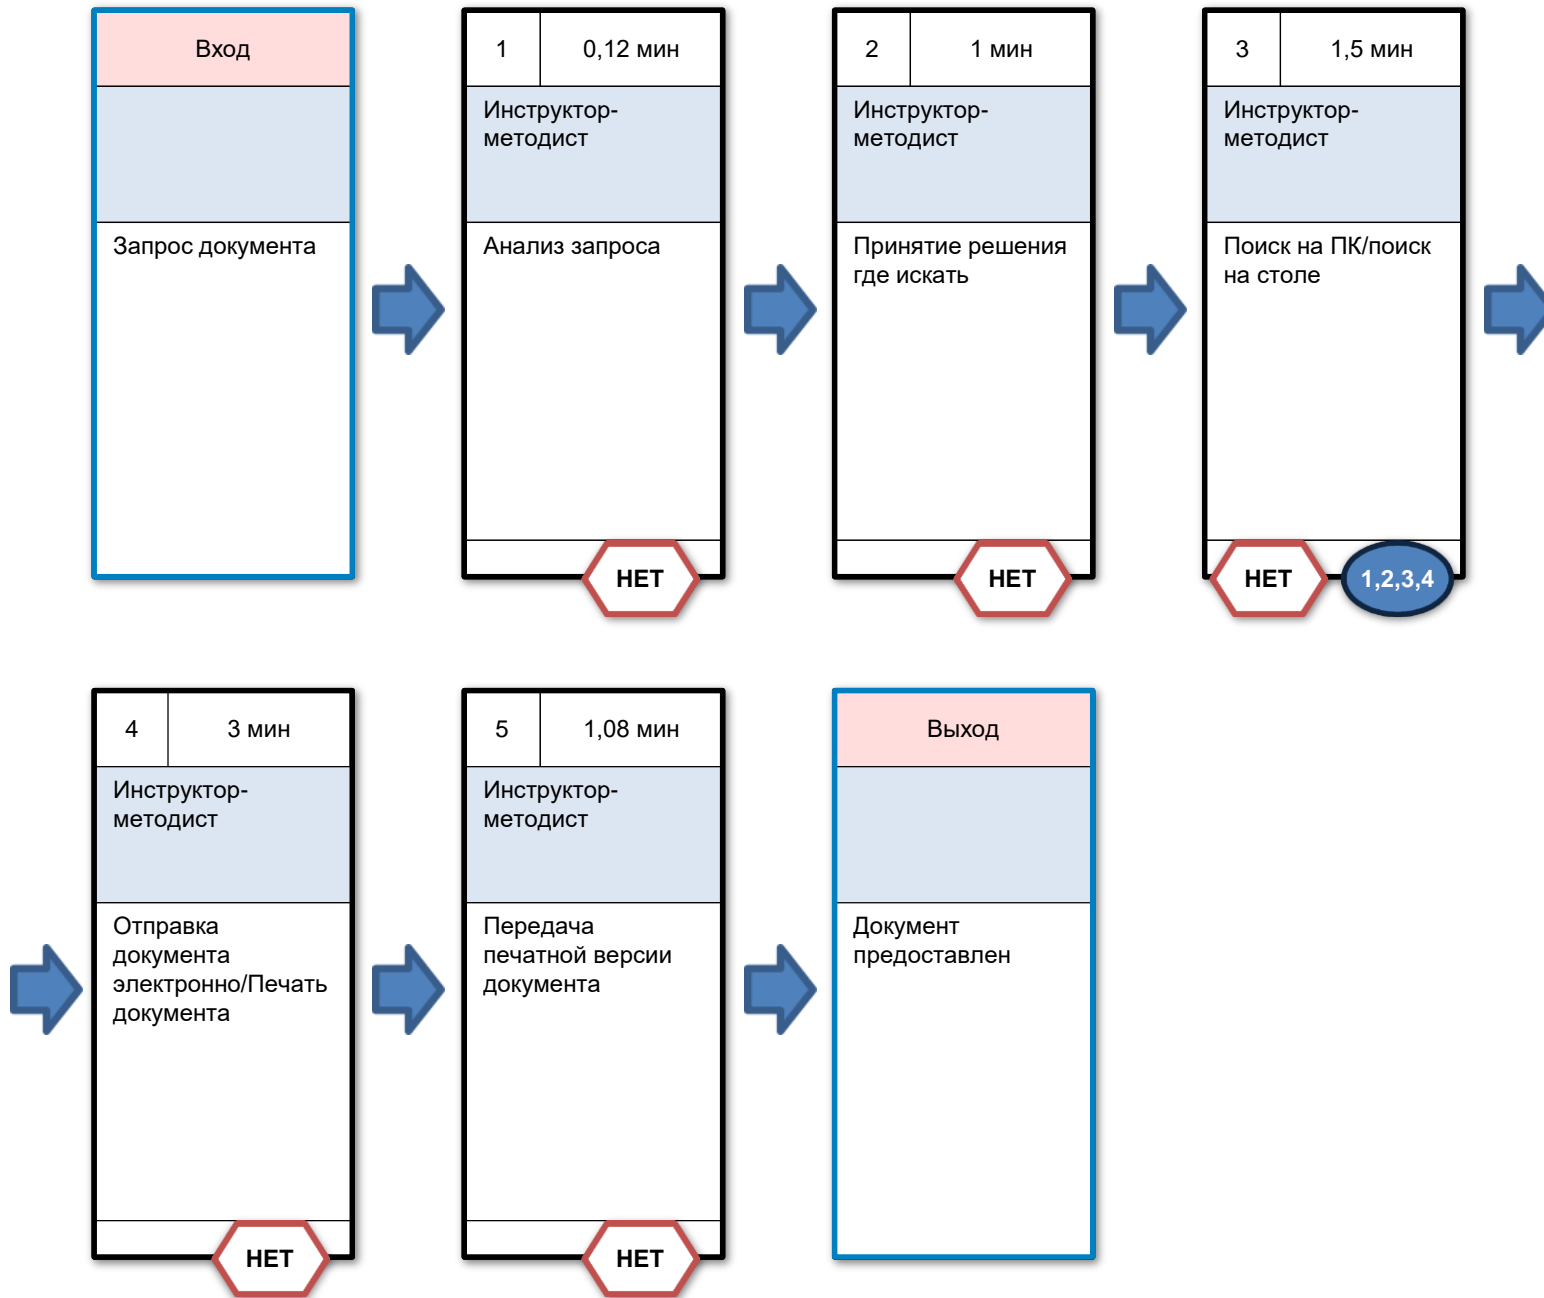 Вход
Запрос документа
1
0,12 мин
Инструктор-
методист
Анализ запроса
НЕТ
2
1 мин
Инструктор-
методист
Принятие решения
где искать
НЕТ
3
1,5 мин
Инструктор-
методист
Поиск на ПК/поиск
на столе
НЕТ
1,2,3,4
4
3 мин
Инструктор-
методист
Отправка
документа
электронно/Печать
документа
НЕТ
5
1,08 мин
Инструктор-
методист
Передача
печатной версии
документа
НЕТ
Выход
Документ
предоставлен